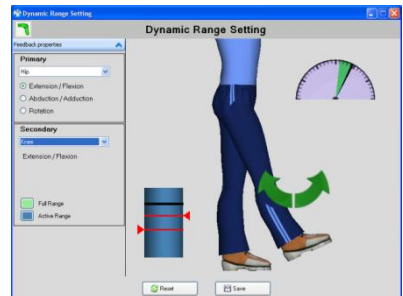 Dynamic Range Setting
Dynamic Range Setting
Feedback properties
Primary
Hip
Extension / Flexion
Abduction / Adduction
Rotation
Secondary
Knee
Extension / Flexion
Full Range
Active Range
Reset
Save